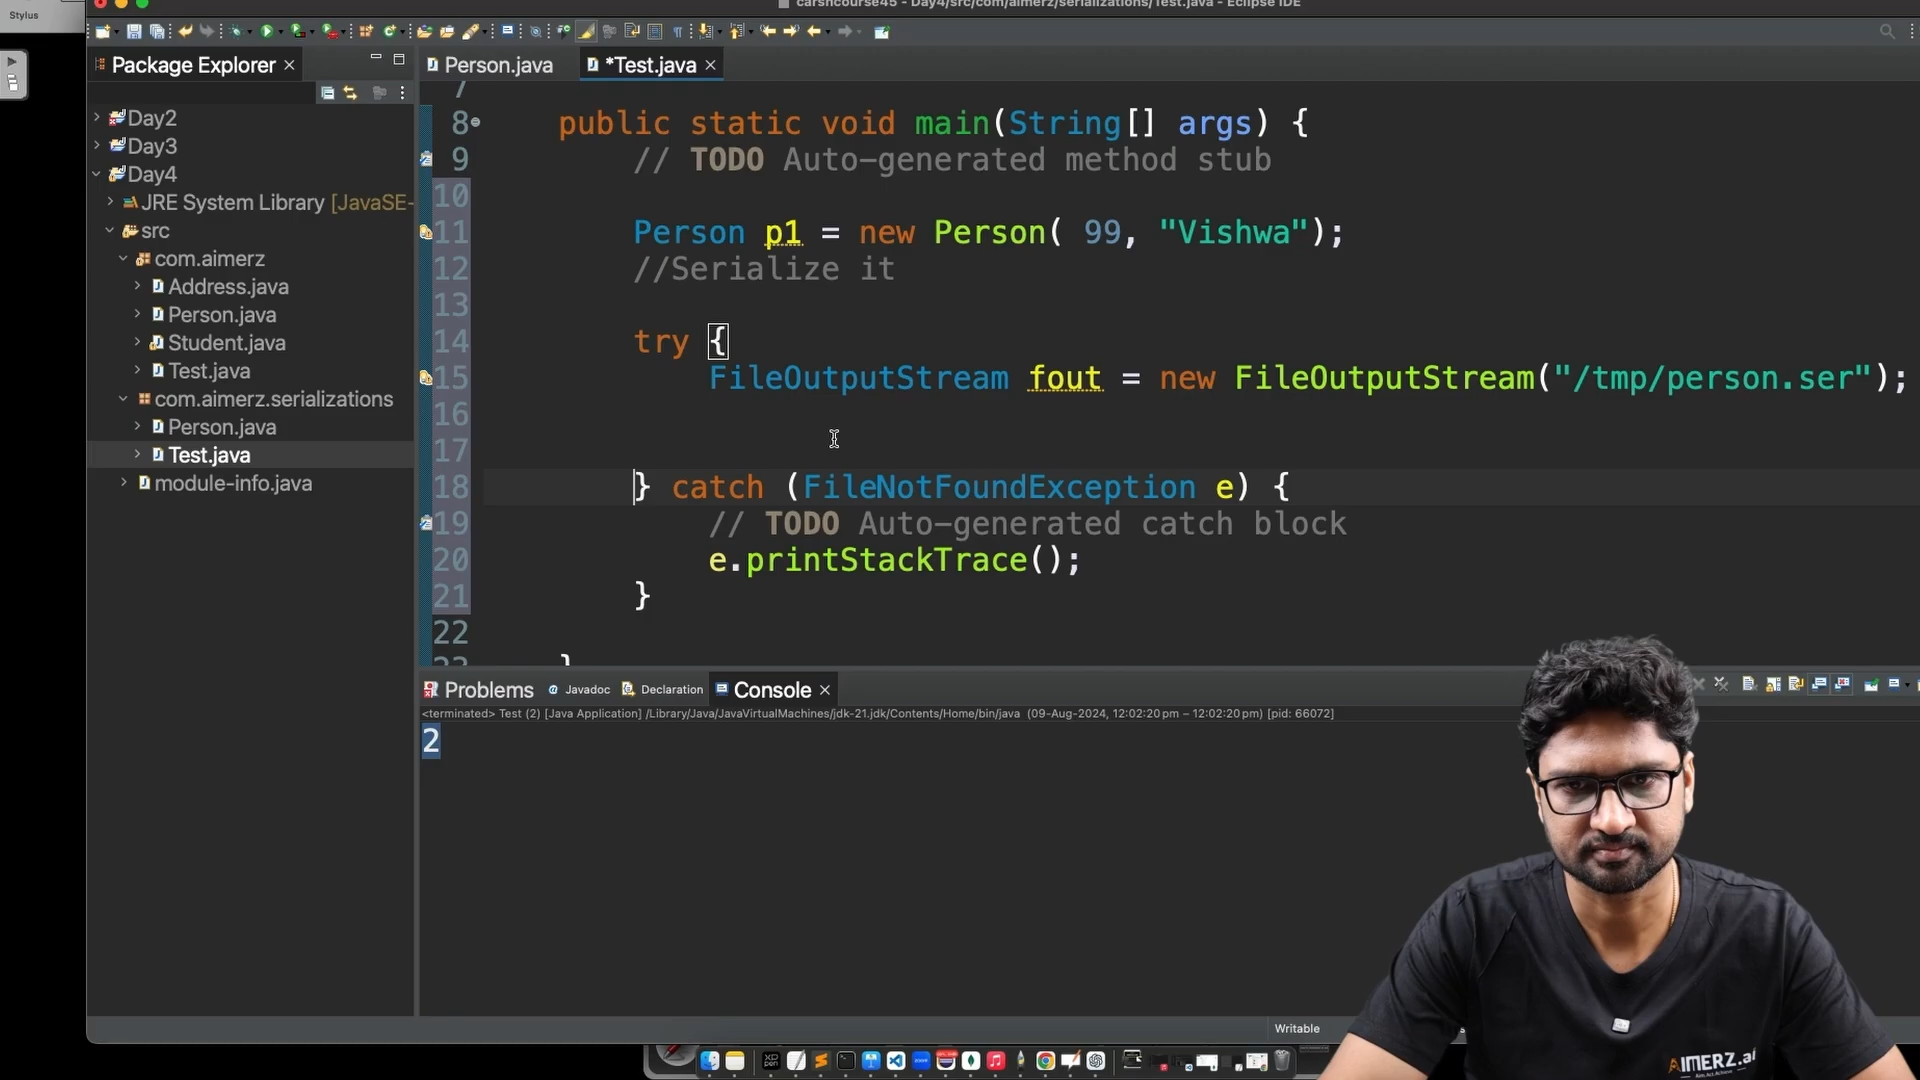 Stylus
carshcourse45 - Day4/src/com/aimerz/serializations/Test.java - Eclipse IDE
Package Explorer
Person.java
*Test.java
Day2
Day3
Day4
JRE System Library [JavaSE-
src
com.aimerz
Address.java
Person.java
Student.java
Test.java
com.aimerz.serializations
Person.java
Test.java
module-info.java
7
8 public static void main(String[] args) {
9 // TODO Auto-generated method stub
10
11 Person p1 = new Person( 99, "Vishwa");
12 //Serialize it
13
14 try {
15 FileOutputStream fout = new FileOutputStream("/tmp/person.ser");
16
17
18 } catch (FileNotFoundException e) {
19 // TODO Auto-generated catch block
20 e.printStackTrace();
21 }
22
23 }
Problems
Javadoc
Declaration
Console
<terminated> Test (2) [Java Application] /Library/Java/JavaVirtualMachines/jdk-21.jdk/Contents/Home/bin/java (09-Aug-2024, 12:02:20 pm – 12:02:20 pm) [pid: 66072]
2
Writable
AIMERZ.ai